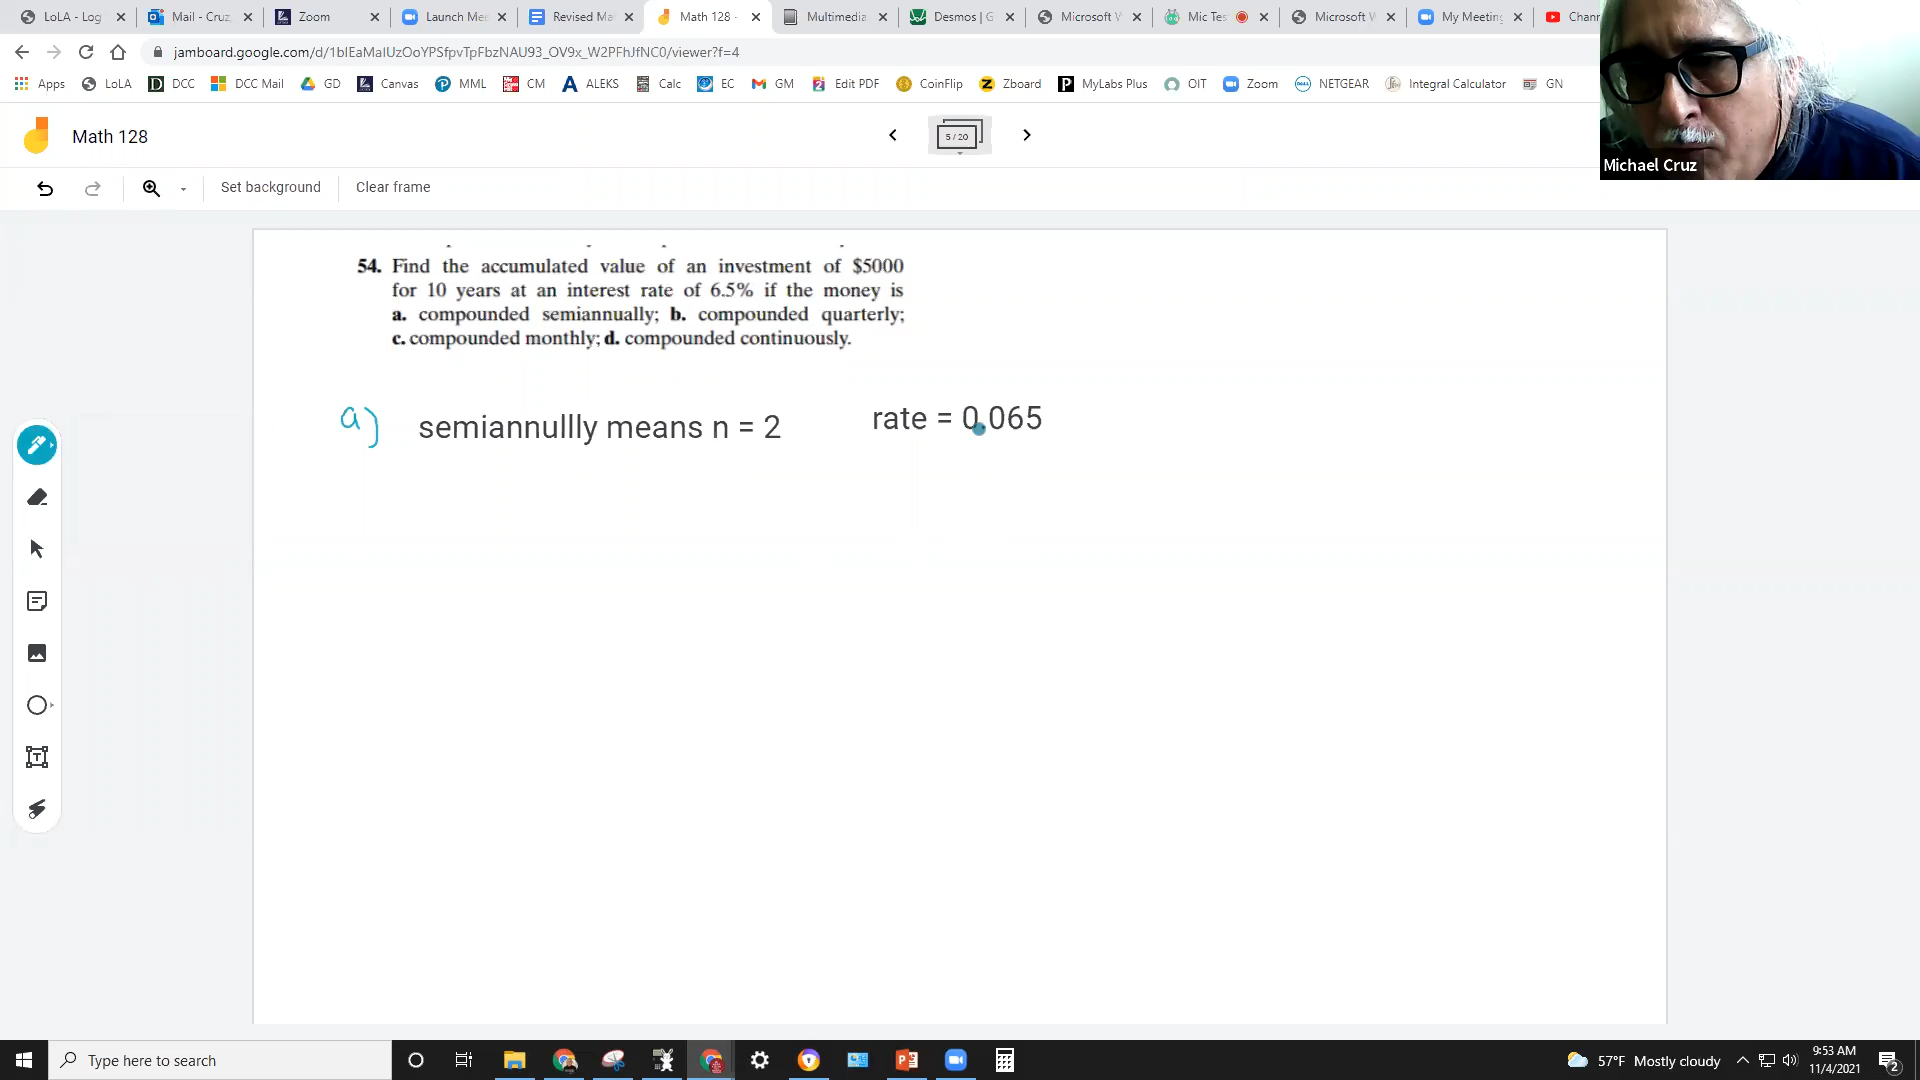 LoLA - Log
Mail - Cruz,
Zoom
Launch Mee
Revised Ma
Math 128 -
Multimedia
Desmos | G
Microsoft W
Mic Tes
Microsoft W
My Meeting
Chann
jamboard.google.com/d/1blEaMalUzOoYPSfpvTpFbzNAU93_OV9x_W2PFhJfNC0/viewer?f=4
Apps LoLA DCC DCC Mail GD Canvas MML CM ALEKS Calc EC GM Edit PDF CoinFlip Zboard MyLabs Plus OIT Zoom NETGEAR Integral Calculator GN
Math 128
5 / 20
Michael Cruz
Set background Clear frame
54. Find the accumulated value of an investment of $5000
for 10 years at an interest rate of 6.5% if the money is
a. compounded semiannually; b. compounded quarterly;
c. compounded monthly; d. compounded continuously.
a) semiannullly means n = 2 rate = 0.065
Type here to search
57°F Mostly cloudy
9:53 AM
11/4/2021
2